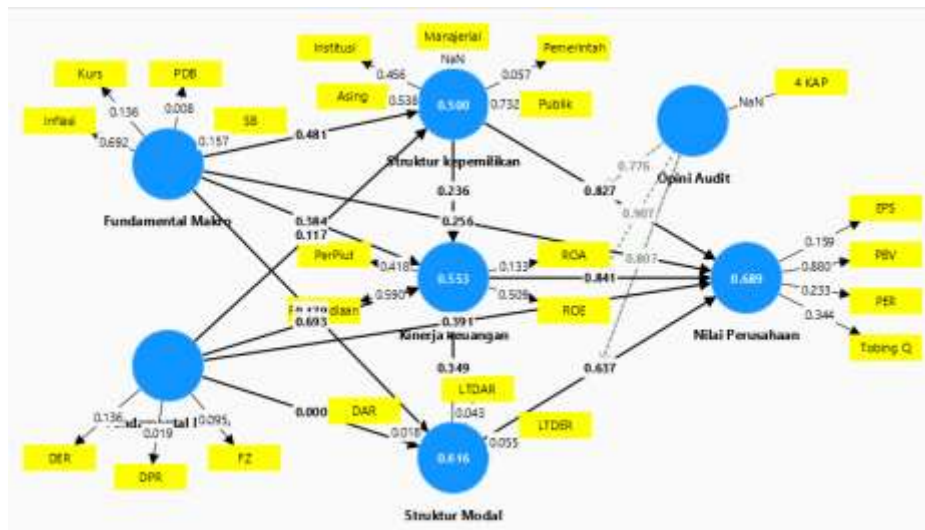 Manajerial
Institusi
Pemerintah
NaN
Kurs
PDB
0.456
0.057
4 KAP
0.136
0.008
Asing
0.538
0.500
0.732
Publik
NaN
Inflasi
0.692
0.157
SB
0.481
Struktur kepemilikan
0.776
Opini Audit
0.236
0.827
Fundamental Makro
0.384
0.256
0.907
EPS
0.117
0.159
PerPiut
0.418
0.553
0.133
ROA
0.807
0.880
PBV
0.841
0.689
0.590
0.509
0.233
PER
ROE
0.693
Kinerja keuangan
0.391
Nilai Perusahaan
0.344
Tobing Q
0.349
0.637
LTDAR
0.000
DAR
0.043
0.136
0.095
0.018
LTDER
0.019
0.055
DER
FZ
0.616
DPR
Struktur Modal